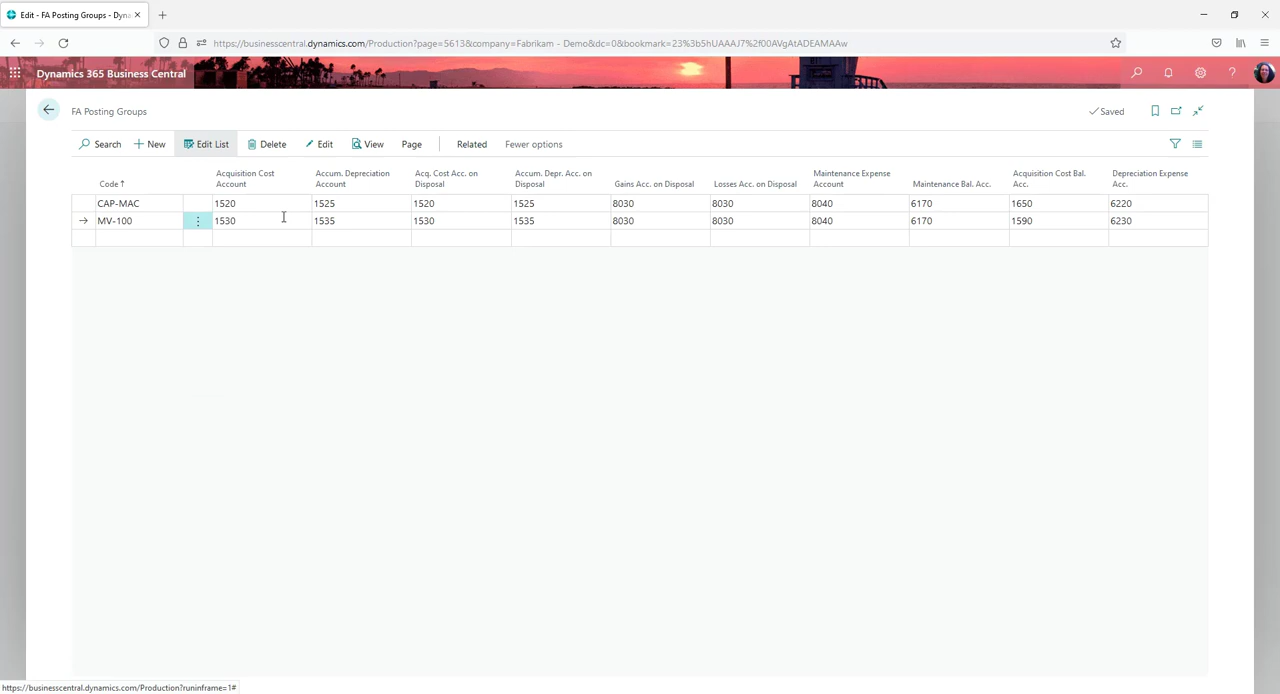 Edit - FA Posting Groups - Dyna
https://businesscentral.dynamics.com/Production?page=5613&company=Fabrikam - Demo&dc=0&bookmark=23%3b5hUAAAJ7%2f00AVgAtADEAMAAw
Dynamics 365 Business Central
FA Posting Groups
Saved
Search New Edit List Delete Edit View Page Related Fewer options
Acquisition Cost Accum. Depreciation Acq. Cost Acc. on Accum. Depr. Acc. on Maintenance Expense Acquisition Cost Bal. Depreciation Expense
Code Account Account Disposal Disposal Gains Acc. on Disposal Losses Acc. on Disposal Account Maintenance Bal. Acc. Acc. Acc.
CAP-MAC 1520 1525 1520 1525 8030 8030 8040 6170 1650 6220
MV-100 1530 1535 1530 1535 8030 8030 8040 6170 1590 6230
https://businesscentral.dynamics.com/Production?runinframe=1#